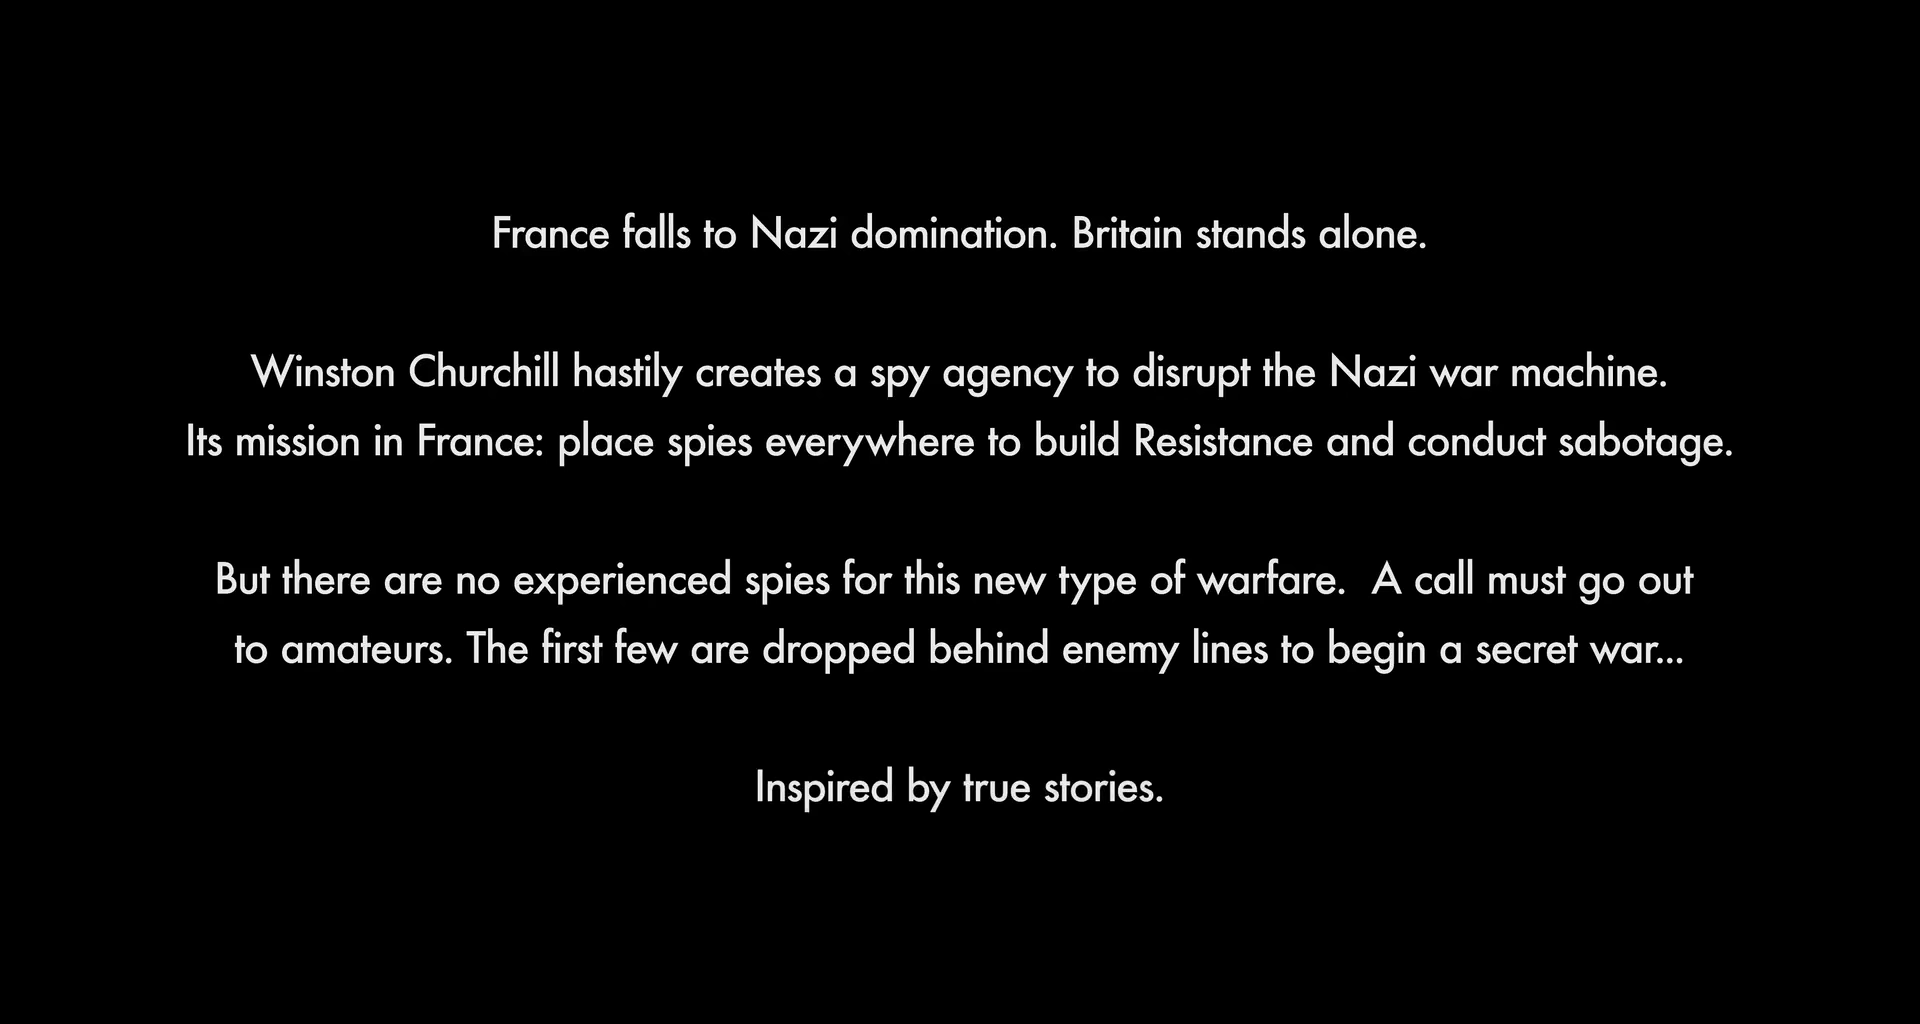 France falls to Nazi domination. Britain stands alone.
Winston Churchill hastily creates a spy agency to disrupt the Nazi war machine.
Its mission in France: place spies everywhere to build Resistance and conduct sabotage.
But there are no experienced spies for this new type of warfare.  A call must go out
to amateurs. The first few are dropped behind enemy lines to begin a secret war...
Inspired by true stories.